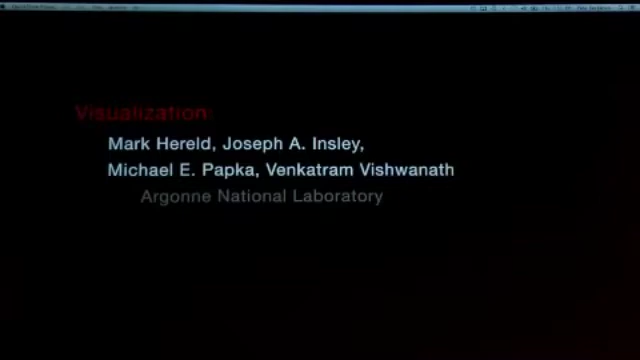 Visualization:
Mark Hereld, Joseph A. Insley,
Michael E. Papka, Venkatram Vishwanath
Argonne National Laboratory